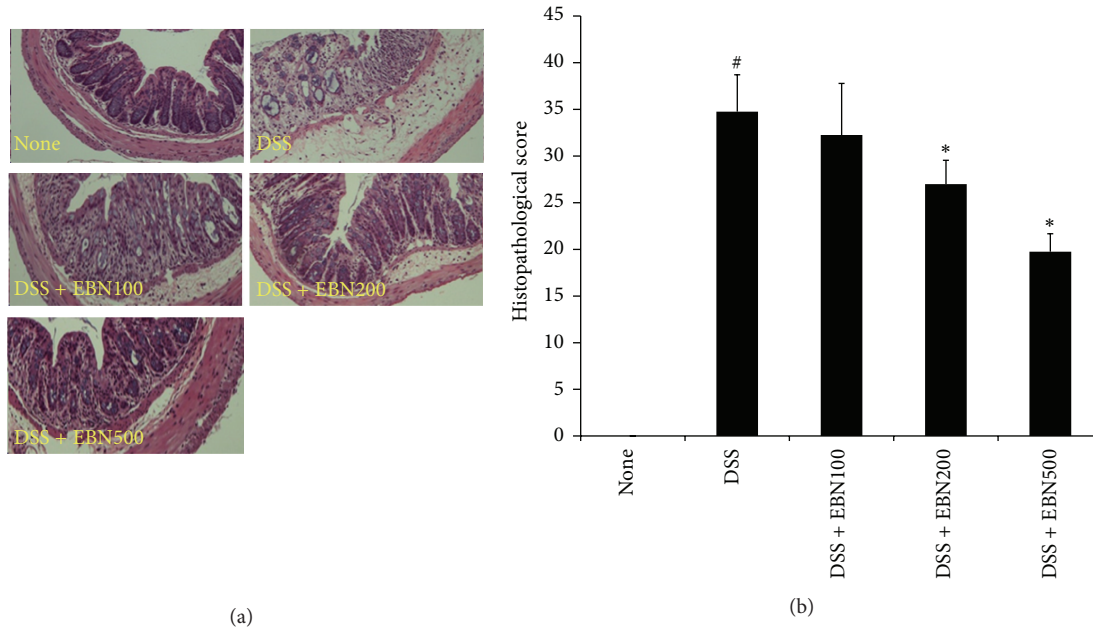 None
DSS
DSS + EBN100
DSS + EBN200
DSS + EBN500
(a)
Histopathological score
45
40
35
30
25
20
15
10
5
0
#
*
*
None
DSS
DSS + EBN100
DSS + EBN200
DSS + EBN500
(b)